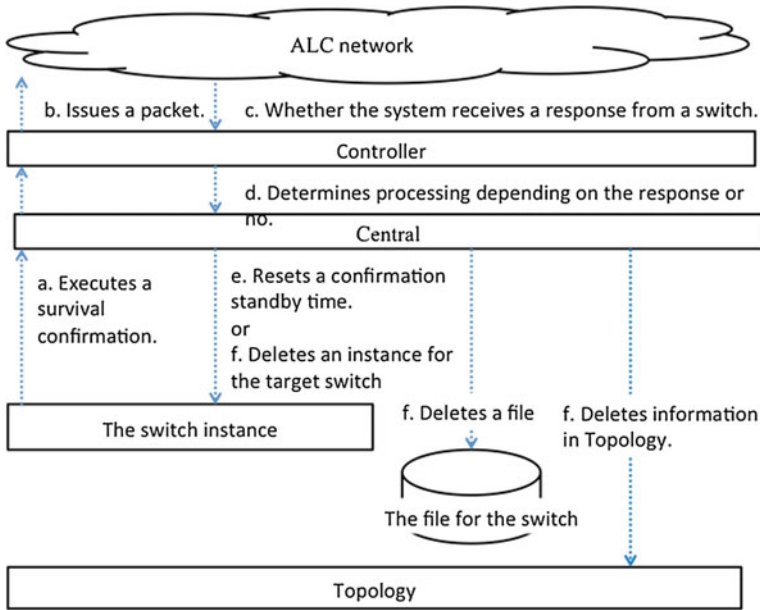 ALC network
b. Issues a packet.
c. Whether the system receives a response from a switch.
Controller
d. Determines processing depending on the response or
no.
Central
a. Executes a
survival
confirmation.
e. Resets a confirmation
standby time.
or
f. Deletes an instance for
the target switch
The switch instance
f. Deletes a file
f. Deletes information
in Topology.
The file for the switch
Topology